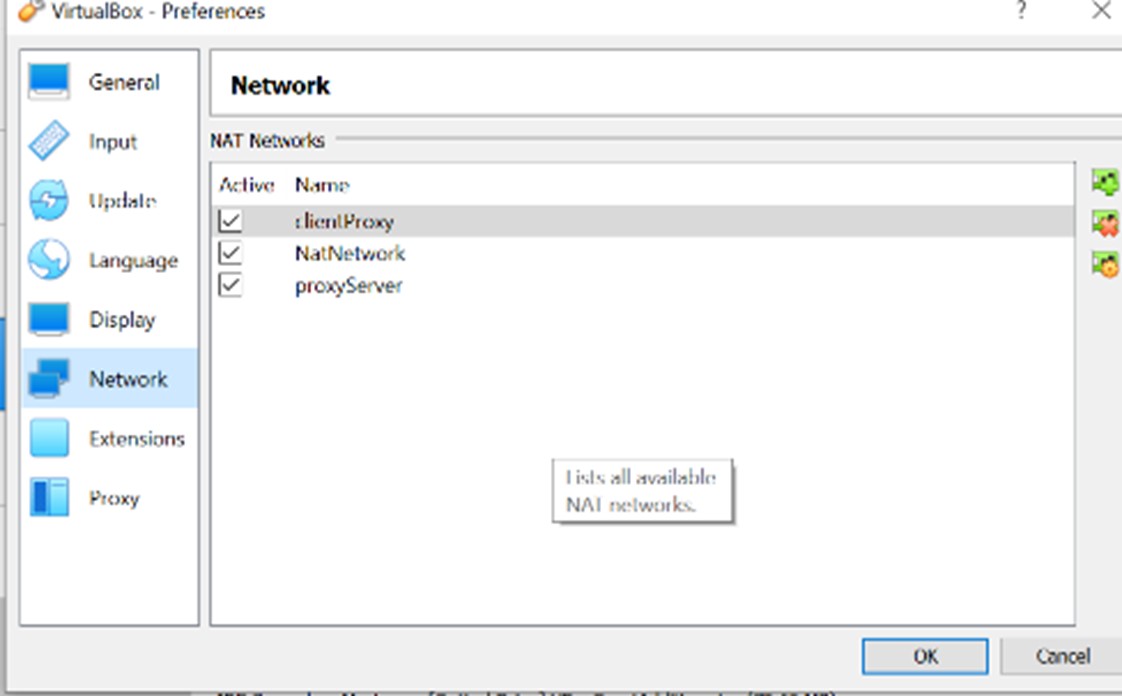 VirtualBox - Preferences
?
General
Input
Update
Language
Display
Network
Extensions
Proxy
Network
NAT Networks
Active Name
clientProxy
NatNetwork
proxyServer
Lists all available
NAT networks.
OK Cancel